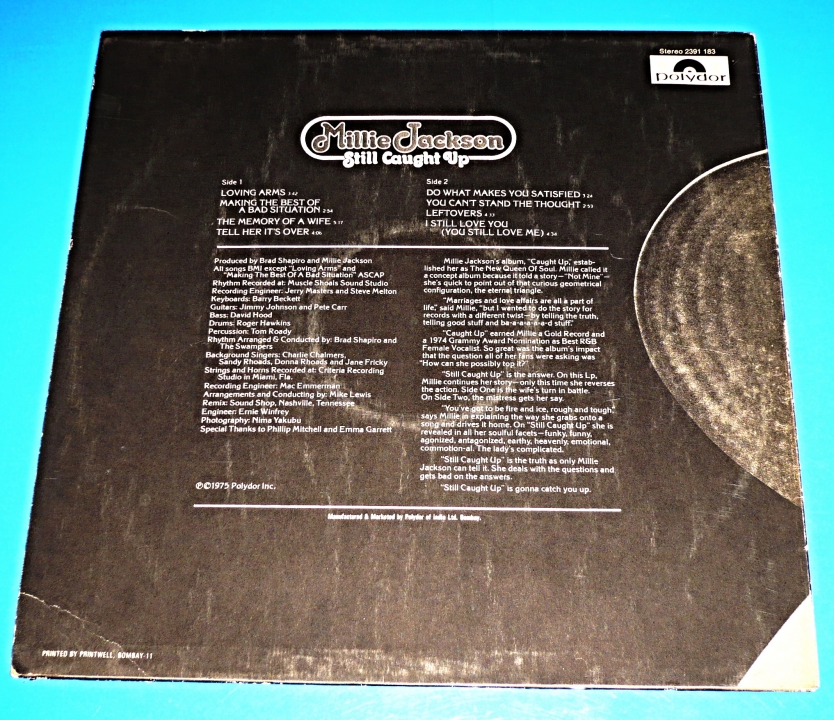 Stereo 2391 183
polydor
Millie Jackson
Still Caught Up
Side 1
LOVING ARMS 3:42
MAKING THE BEST OF
A BAD SITUATION 2:54
THE MEMORY OF A WIFE 5:17
TELL HER IT'S OVER 4:06
Side 2
DO WHAT MAKES YOU SATISFIED 3:24
YOU CAN'T STAND THE THOUGHT 2:53
LEFTOVERS 4:33
I STILL LOVE YOU
(YOU STILL LOVE ME) 4:34
Produced by Brad Shapiro and Millie Jackson
All songs BMI except "Loving Arms" and
"Making The Best Of A Bad Situation" ASCAP
Rhythm Recorded at: Muscle Shoals Sound Studio
Recording Engineer: Jerry Masters and Steve Melton
Keyboards: Barry Beckett
Guitars: Jimmy Johnson and Pete Carr
Bass: David Hood
Drums: Roger Hawkins
Percussion: Tom Roady
Rhythm Arranged & Conducted by: Brad Shapiro and
The Swampers
Background Singers: Charlie Chalmers,
Sandy Rhoads, Donna Rhoads and Jane Fricky
Strings and Horns Recorded at: Criteria Recording
Studio in Miami, Fla.
Recording Engineer: Mac Emmerman
Arrangements and Conducting by: Mike Lewis
Remix: Sound Shop, Nashville, Tennessee
Engineer: Ernie Winfrey
Photography: Nima Yakubu
Special Thanks to Phillip Mitchell and Emma Garrett
℗©1975 Polydor Inc.
Millie Jackson's album, "Caught Up," estab-
lished her as The New Queen Of Soul. Millie called it
a concept album because it told a story—"Not Mine"—
she's quick to point out of that curious geometrical
configuration, the eternal triangle.
"Marriages and love affairs are all a part of
life," said Millie, "but I wanted to do the story for
records with a different twist—by telling the truth,
telling good stuff and ba-a-a-a-a-a-d stuff."
"Caught Up" earned Millie a Gold Record and
a 1974 Grammy Award Nomination as Best R&B
Female Vocalist. So great was the album's impact
that the question all of her fans were asking was
"How can she possibly top it?"
"Still Caught Up" is the answer. On this Lp,
Millie continues her story—only this time she reverses
the action. Side One is the wife's turn in battle.
On Side Two, the mistress gets her say.
"You've got to be fire and ice, rough and tough,"
says Millie in explaining the way she grabs onto a
song and drives it home. On "Still Caught Up" she is
revealed in all her soulful facets—funky, funny,
agonized, antagonized, earthy, heavenly, emotional,
commotion-al. The lady's complicated.
"Still Caught Up" is the truth as only Millie
Jackson can tell it. She deals with the questions and
gets bad on the answers.
"Still Caught Up" is gonna catch you up.
Manufactured & Marketed by Polydor of India Ltd. Bombay.
PRINTED BY PRINTWELL, BOMBAY-11